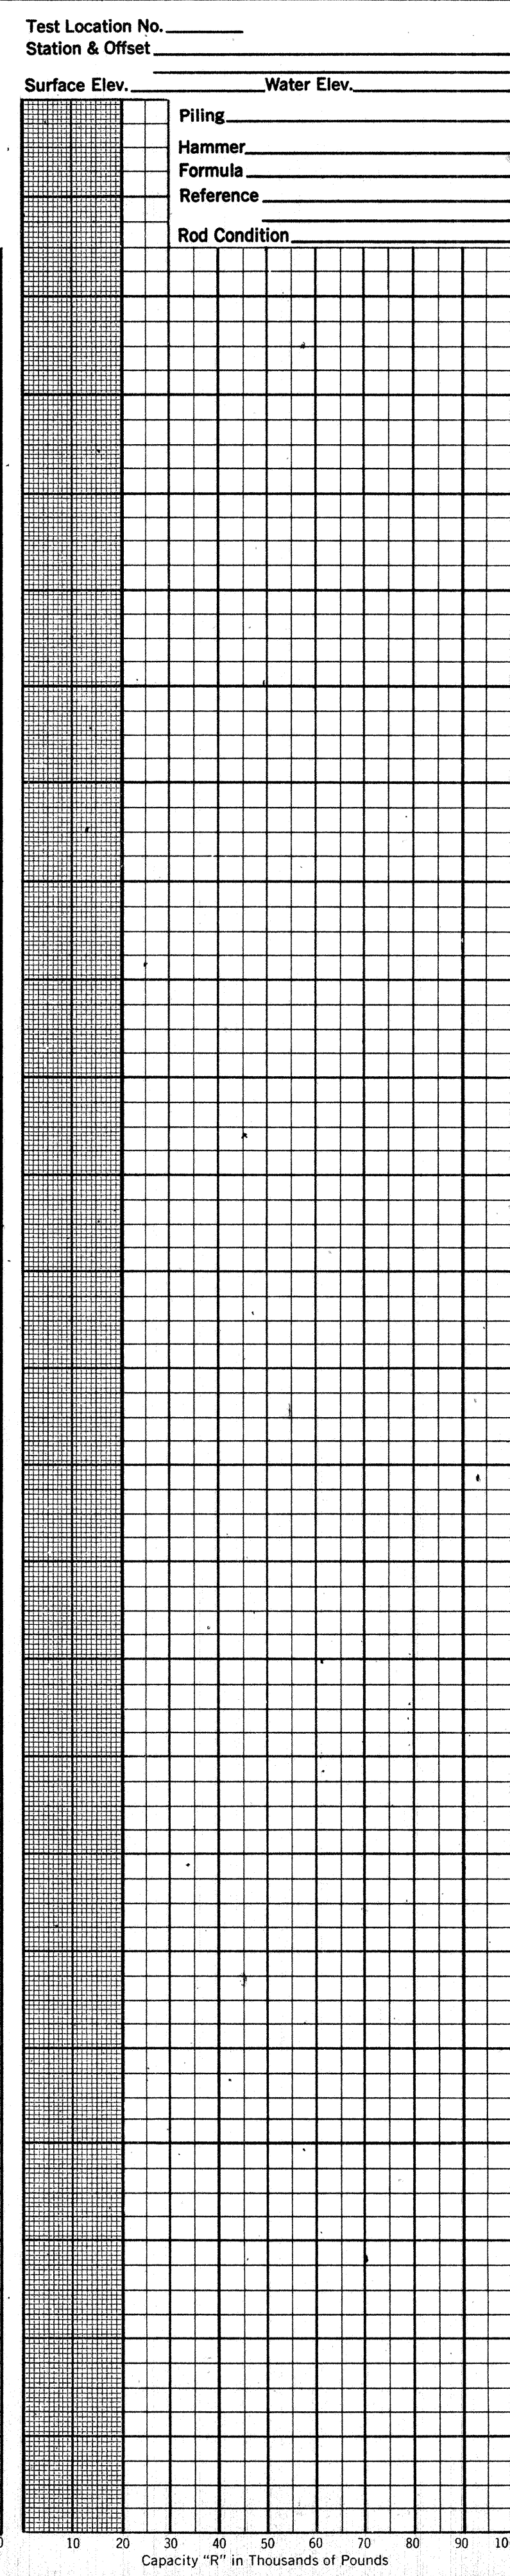 Test Location No.
Station & Offset
Surface Elev. Water Elev.
Piling
Hammer
Formula
Reference
Rod Condition
10 20 30 40 50 60 70 80 90 10
Capacity "R" in Thousands of Pounds